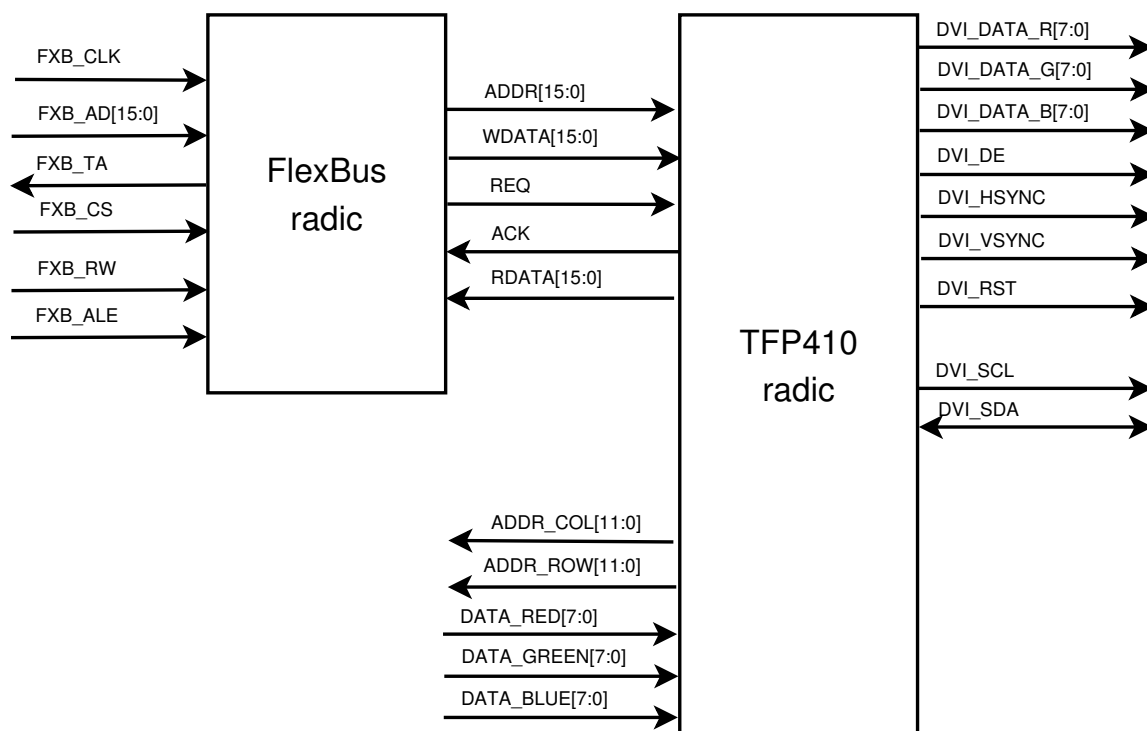 FXB_CLK
FXB_AD[15:0]
FXB_TA
FXB_CS
FXB_RW
FXB_ALE
FlexBus
radic
ADDR[15:0]
WDATA[15:0]
REQ
ACK
RDATA[15:0]
ADDR_COL[11:0]
ADDR_ROW[11:0]
DATA_RED[7:0]
DATA_GREEN[7:0]
DATA_BLUE[7:0]
TFP410
radic
DVI_DATA_R[7:0]
DVI_DATA_G[7:0]
DVI_DATA_B[7:0]
DVI_DE
DVI_HSYNC
DVI_VSYNC
DVI_RST
DVI_SCL
DVI_SDA